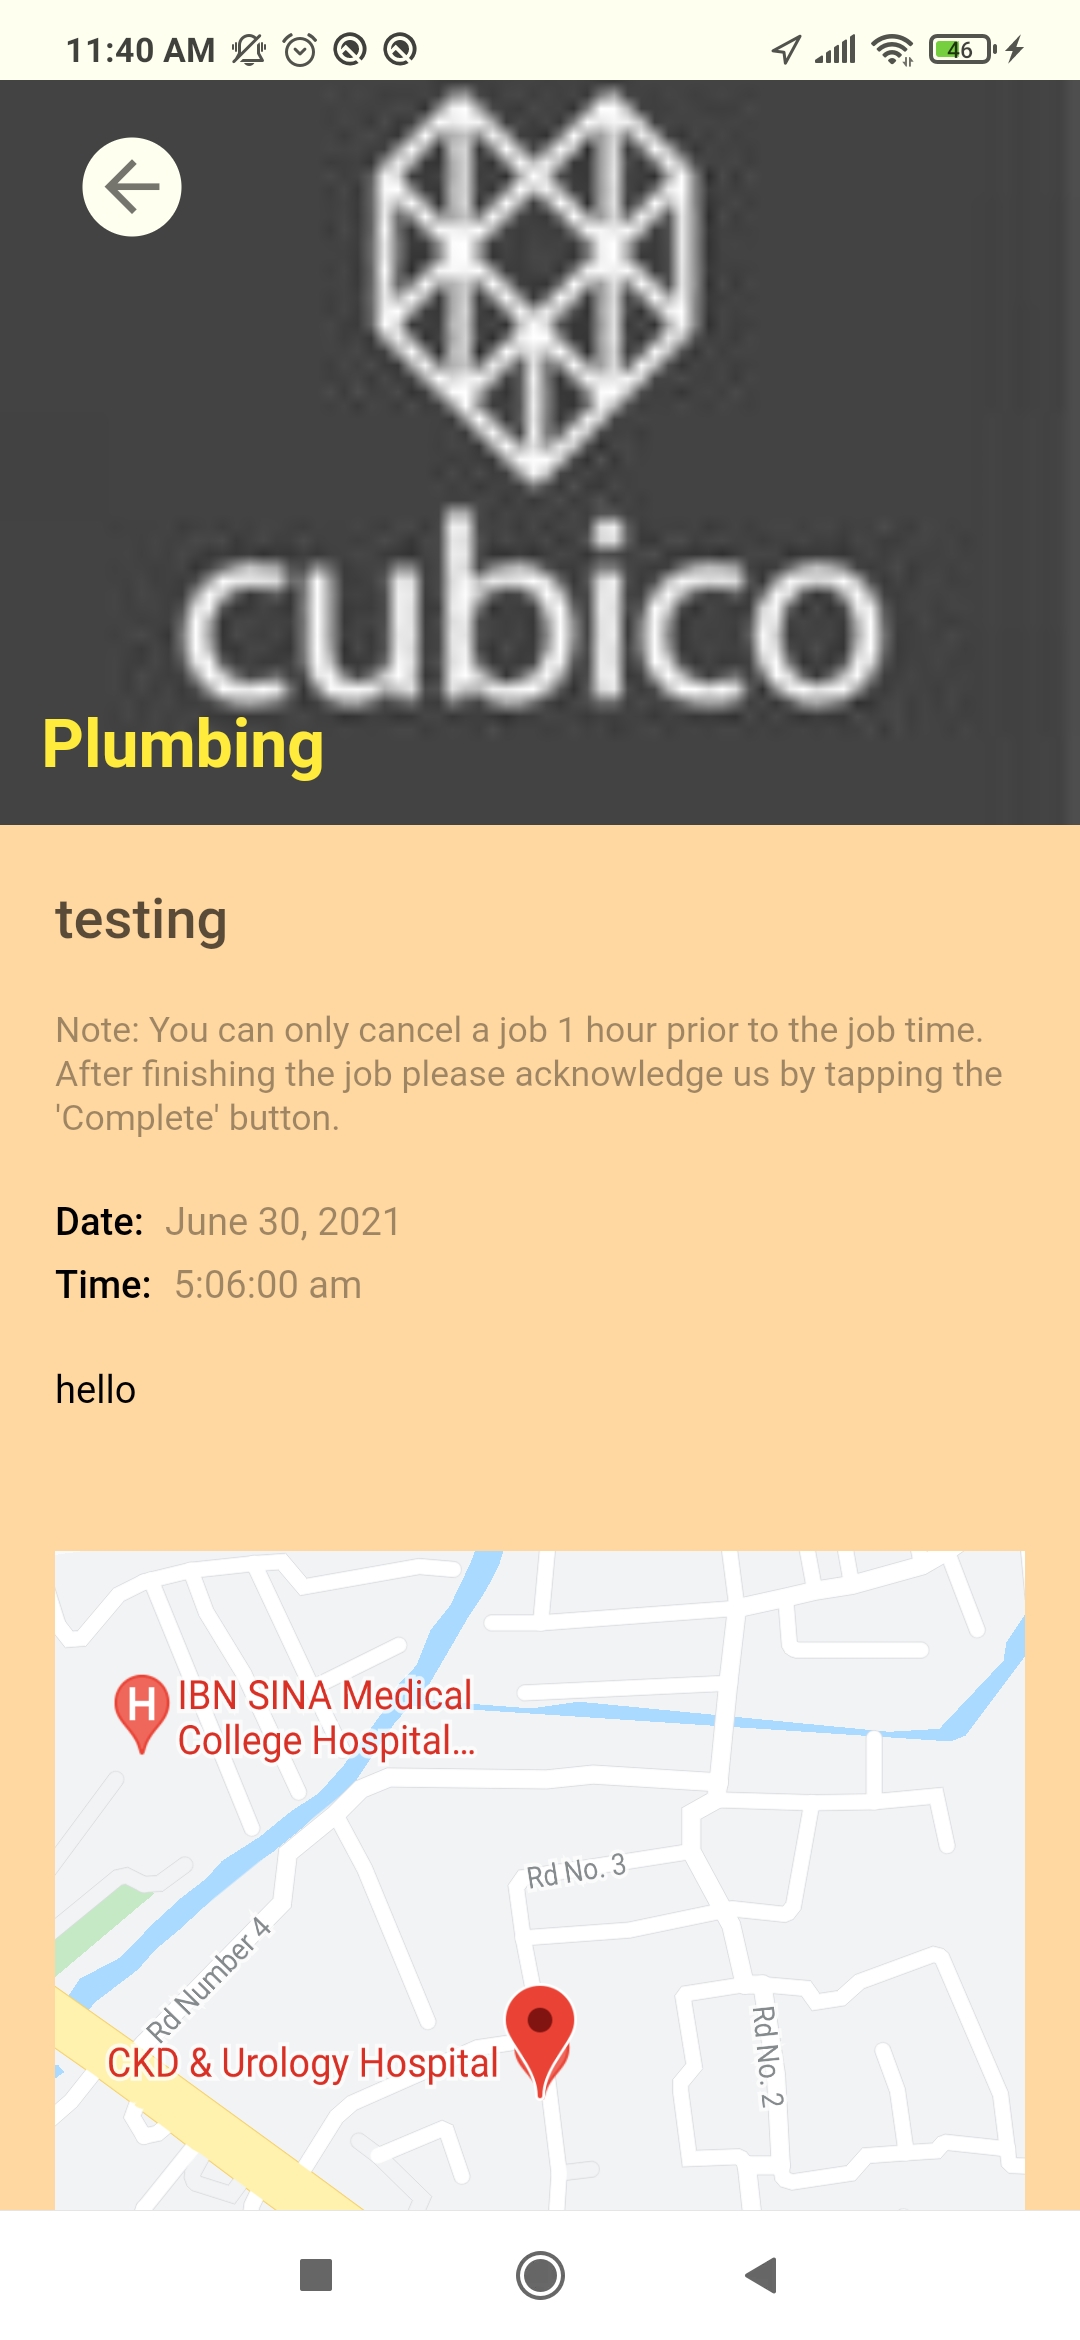 11:40 AM
46
cubico
Plumbing
testing
Note: You can only cancel a job 1 hour prior to the job time.
After finishing the job please acknowledge us by tapping the
'Complete' button.
Date: June 30, 2021
Time: 5:06:00 am
hello
H IBN SINA Medical
College Hospital...
Rd No. 3
Rd Number 4
Rd No. 2
CKD & Urology Hospital